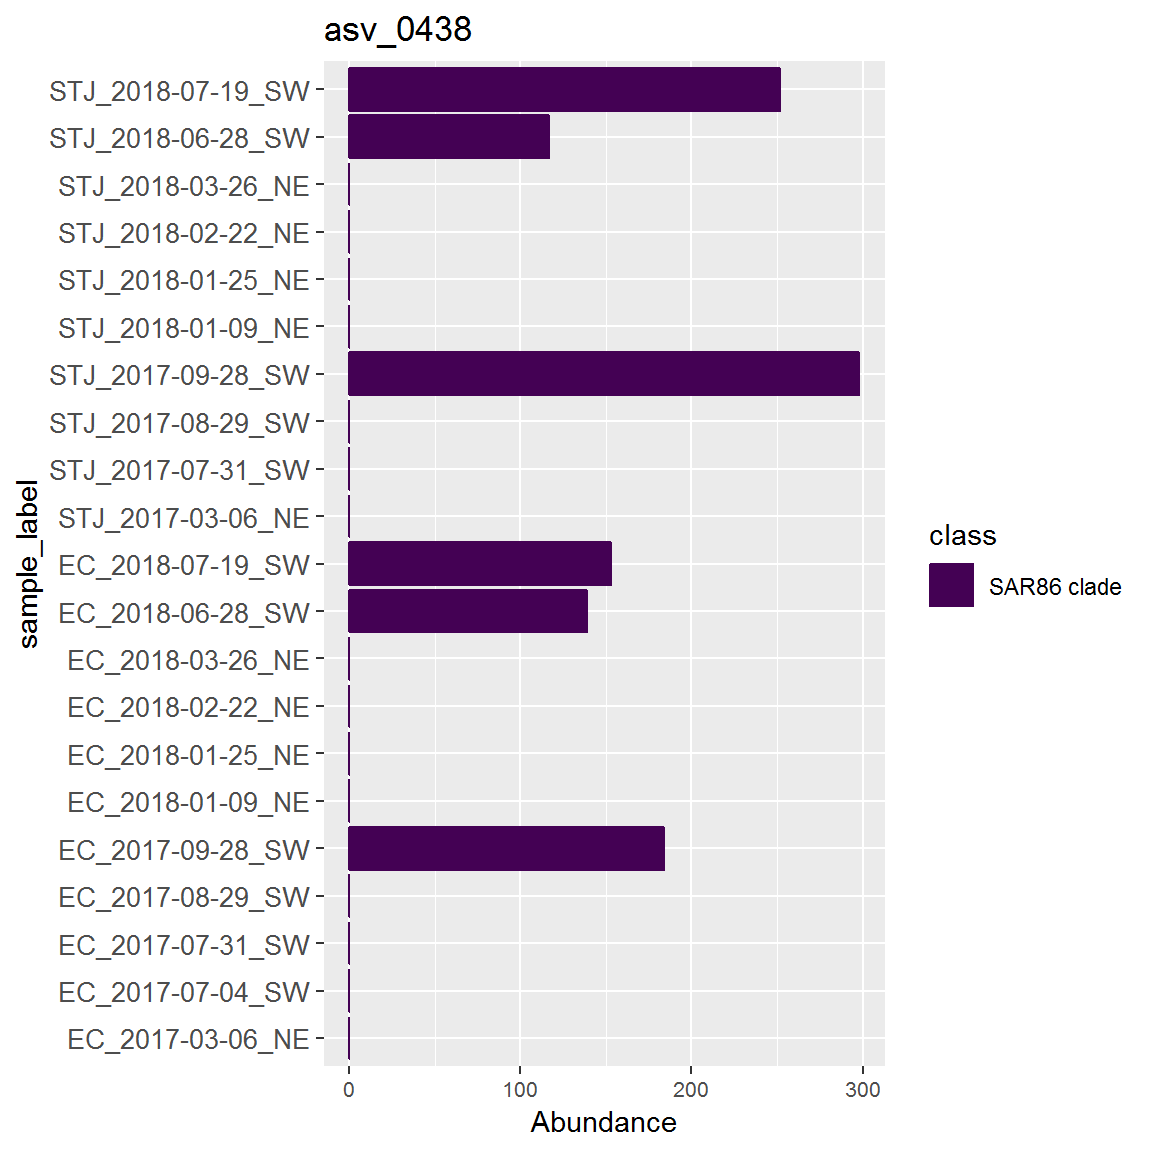 asv_0438
STJ_2018-07-19_SW
STJ_2018-06-28_SW
STJ_2018-03-26_NE
STJ_2018-02-22_NE
STJ_2018-01-25_NE
STJ_2018-01-09_NE
STJ_2017-09-28_SW
STJ_2017-08-29_SW
STJ_2017-07-31_SW
STJ_2017-03-06_NE
EC_2018-07-19_SW
EC_2018-06-28_SW
EC_2018-03-26_NE
EC_2018-02-22_NE
EC_2018-01-25_NE
EC_2018-01-09_NE
EC_2017-09-28_SW
EC_2017-08-29_SW
EC_2017-07-31_SW
EC_2017-07-04_SW
EC_2017-03-06_NE
sample_label
0 100 200 300
Abundance
class
SAR86 clade